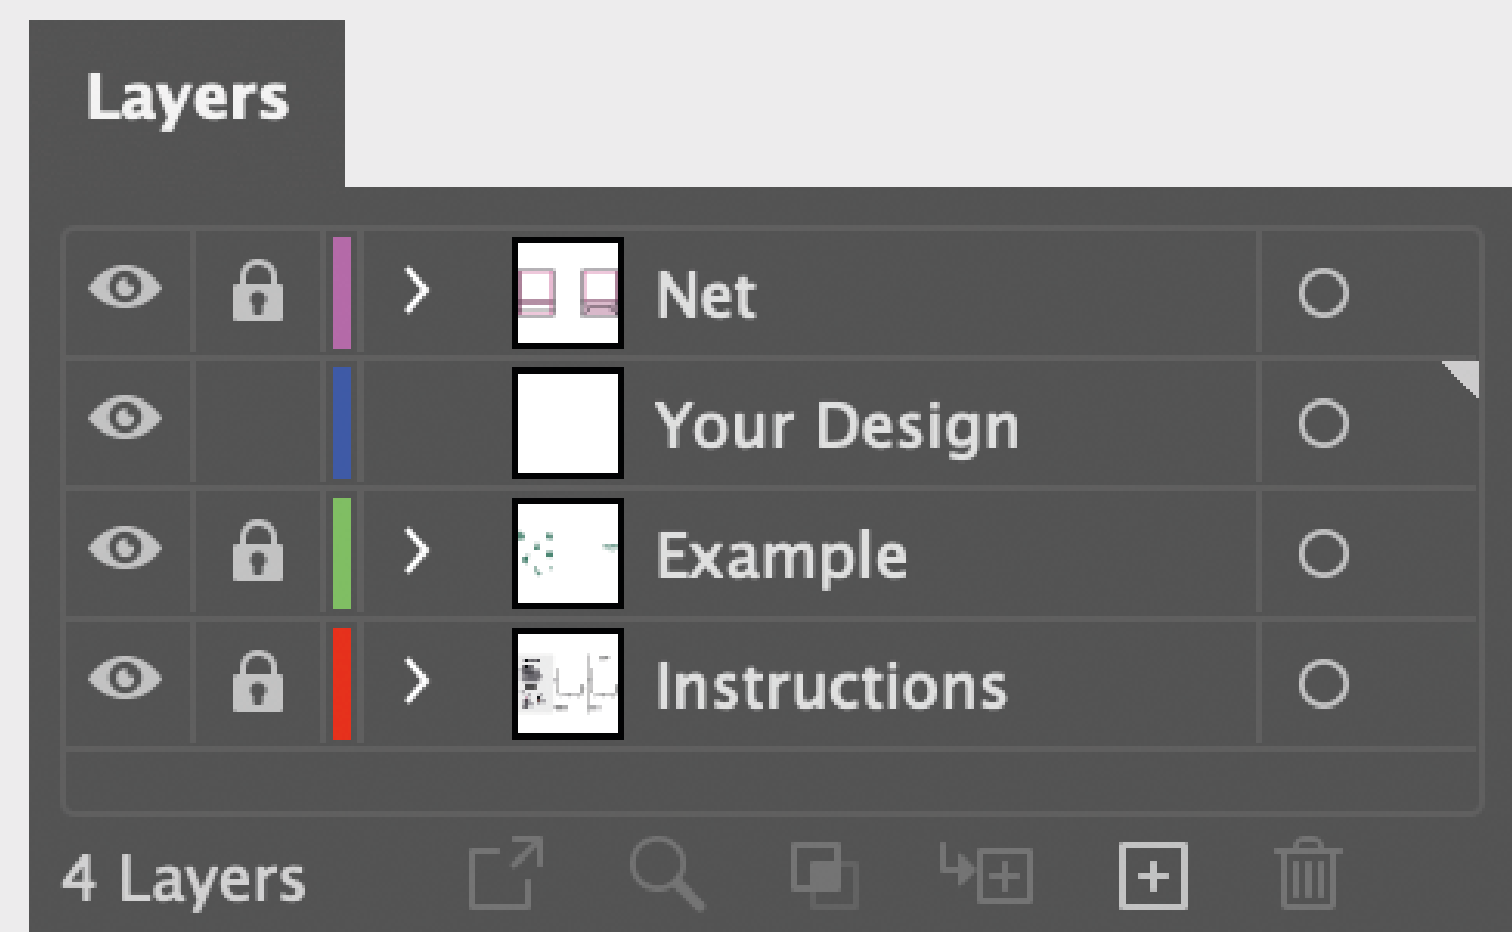 Layers
Net
Your Design
Example
Instructions
4 Layers